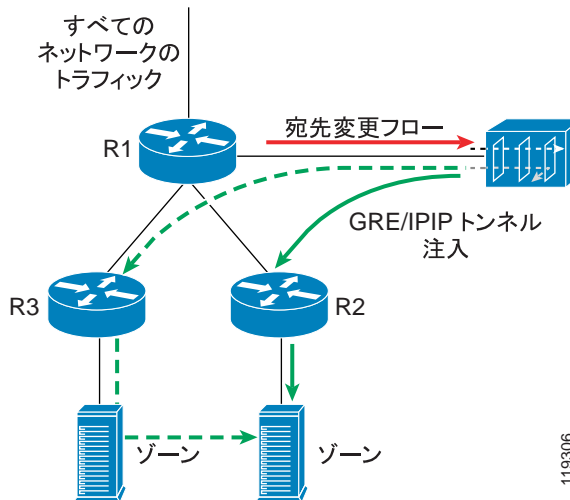 すべての
ネットワークの
トラフィック
宛先変更フロー
R1
GRE/IPIP トンネル
注入
R3
R2
ゾーン
ゾーン
119306